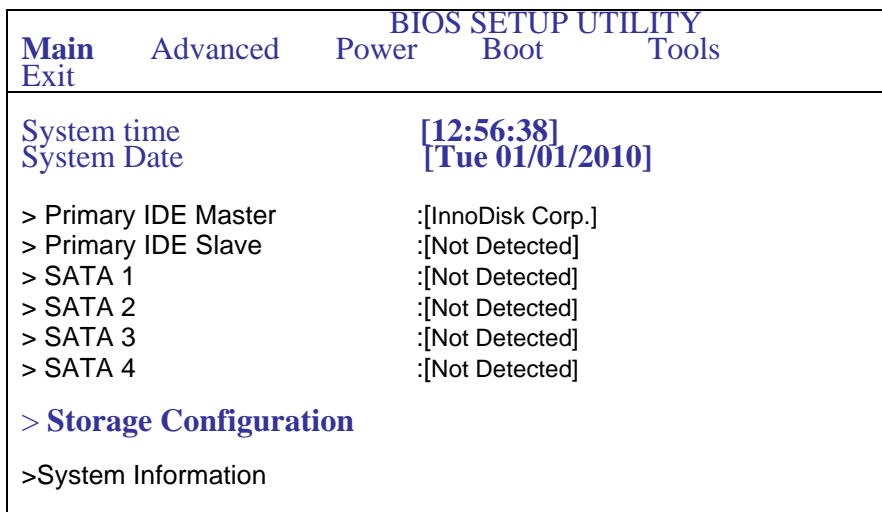 BIOS SETUP UTILITY
Main Advanced Power Boot Tools
Exit
System time [12:56:38]
System Date [Tue 01/01/2010]
> Primary IDE Master :[InnoDisk Corp.]
> Primary IDE Slave :[Not Detected]
> SATA 1 :[Not Detected]
> SATA 2 :[Not Detected]
> SATA 3 :[Not Detected]
> SATA 4 :[Not Detected]
> Storage Configuration
>System Information